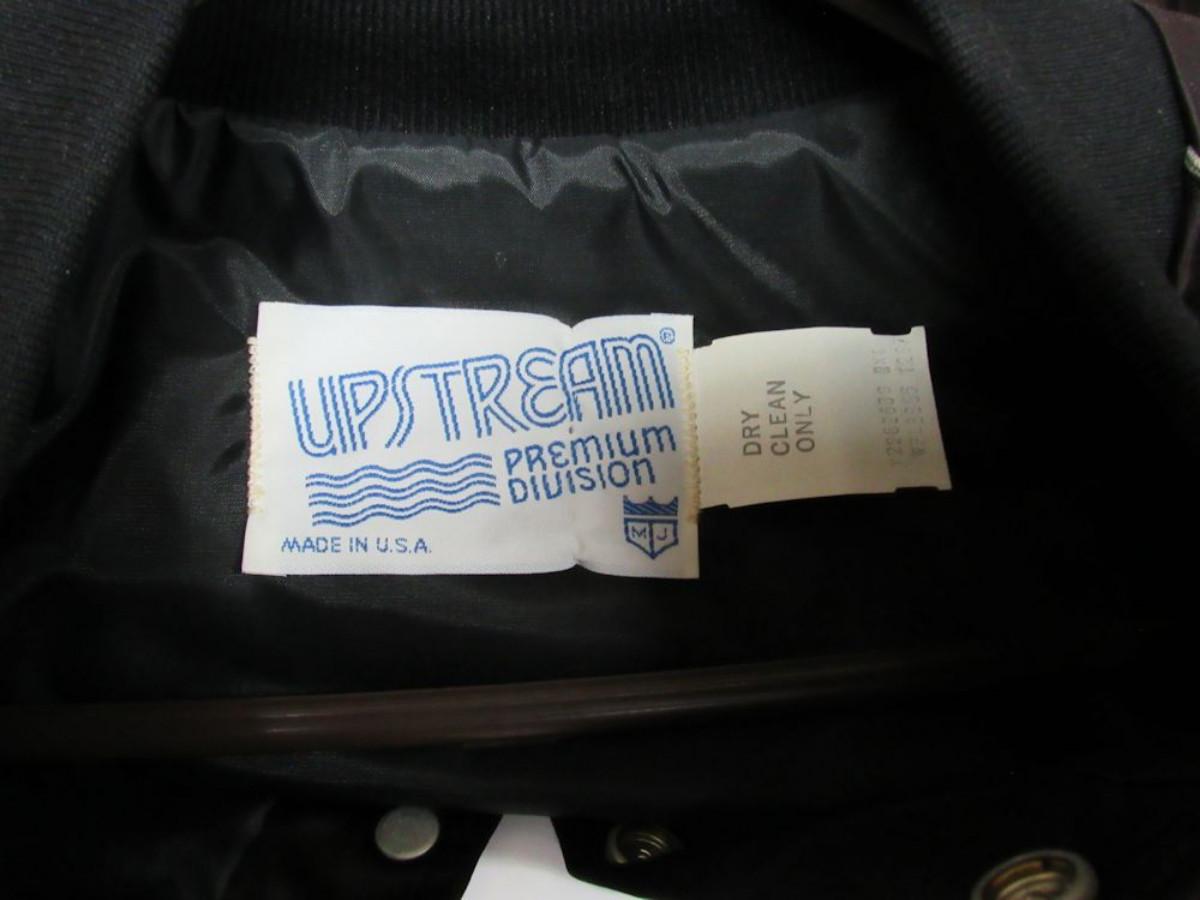 UPSTREAM®
PREMIUM
DIVISION
MADE IN U.S.A.
MJ
DRY
CLEAN
ONLY